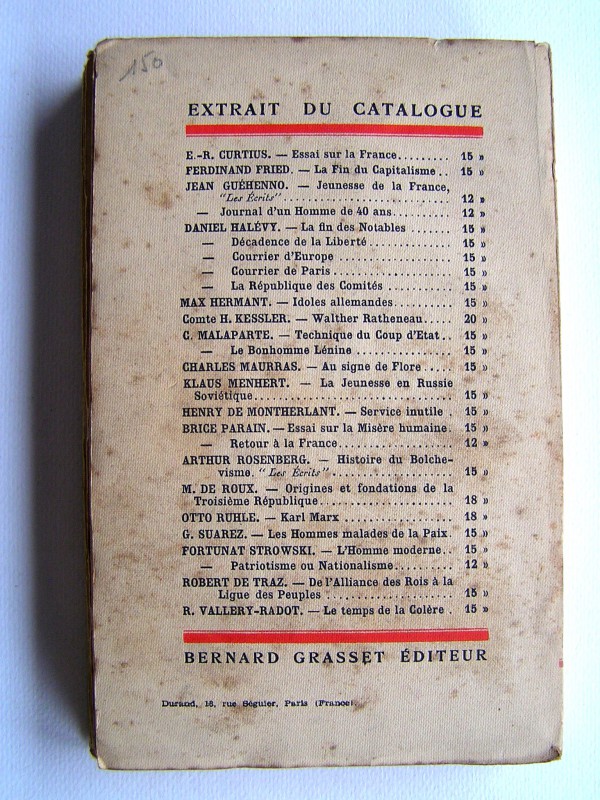 150
EXTRAIT DU CATALOGUE
E.-R. CURTIUS. — Essai sur la France......... 15 »
FERDINAND FRIED. — La Fin du Capitalisme.. 15 »
JEAN GUÉHENNO. — Jeunesse de la France,
"Les Écrits"............................ 12 »
— Journal d'un Homme de 40 ans........... 12 »
DANIEL HALÉVY. — La fin des Notables ....... 15 »
— Décadence de la Liberté............ 15 »
— Courrier d'Europe ................. 15 »
— Courrier de Paris ................. 15 »
— La République des Comités .......... 15 »
MAX HERMANT. — Idoles allemandes.......... 15 »
Comte H. KESSLER. — Walther Ratheneau..... 20 »
C. MALAPARTE. — Technique du Coup d'Etat.. 15 »
— Le Bonhomme Lénine ............... 15 »
CHARLES MAURRAS. — Au signe de Flore..... 15 »
KLAUS MENHERT. — La Jeunesse en Russie
Soviétique.............................. 15 »
HENRY DE MONTHERLANT. — Service inutile . 15 »
BRICE PARAIN. — Essai sur la Misère humaine. 15 »
— Retour à la France................. 12 »
ARTHUR ROSENBERG. — Histoire du Bolche-
visme. "Les Écrits"..................... 15 »
M. DE ROUX. — Origines et fondations de la
Troisième République.................... 18 »
OTTO RUHLE. — Karl Marx ................. 18 »
G. SUAREZ. — Les Hommes malades de la Paix. 15 »
FORTUNAT STROWSKI. — L'Homme moderne.. 15 »
— Patriotisme ou Nationalisme......... 12 »
ROBERT DE TRAZ. — De l'Alliance des Rois à la
Ligue des Peuples ...................... 15 »
R. VALLERY-RADOT. — Le temps de la Colère . 15 »
BERNARD GRASSET ÉDITEUR
Durand, 18, rue Séguier, Paris (France).